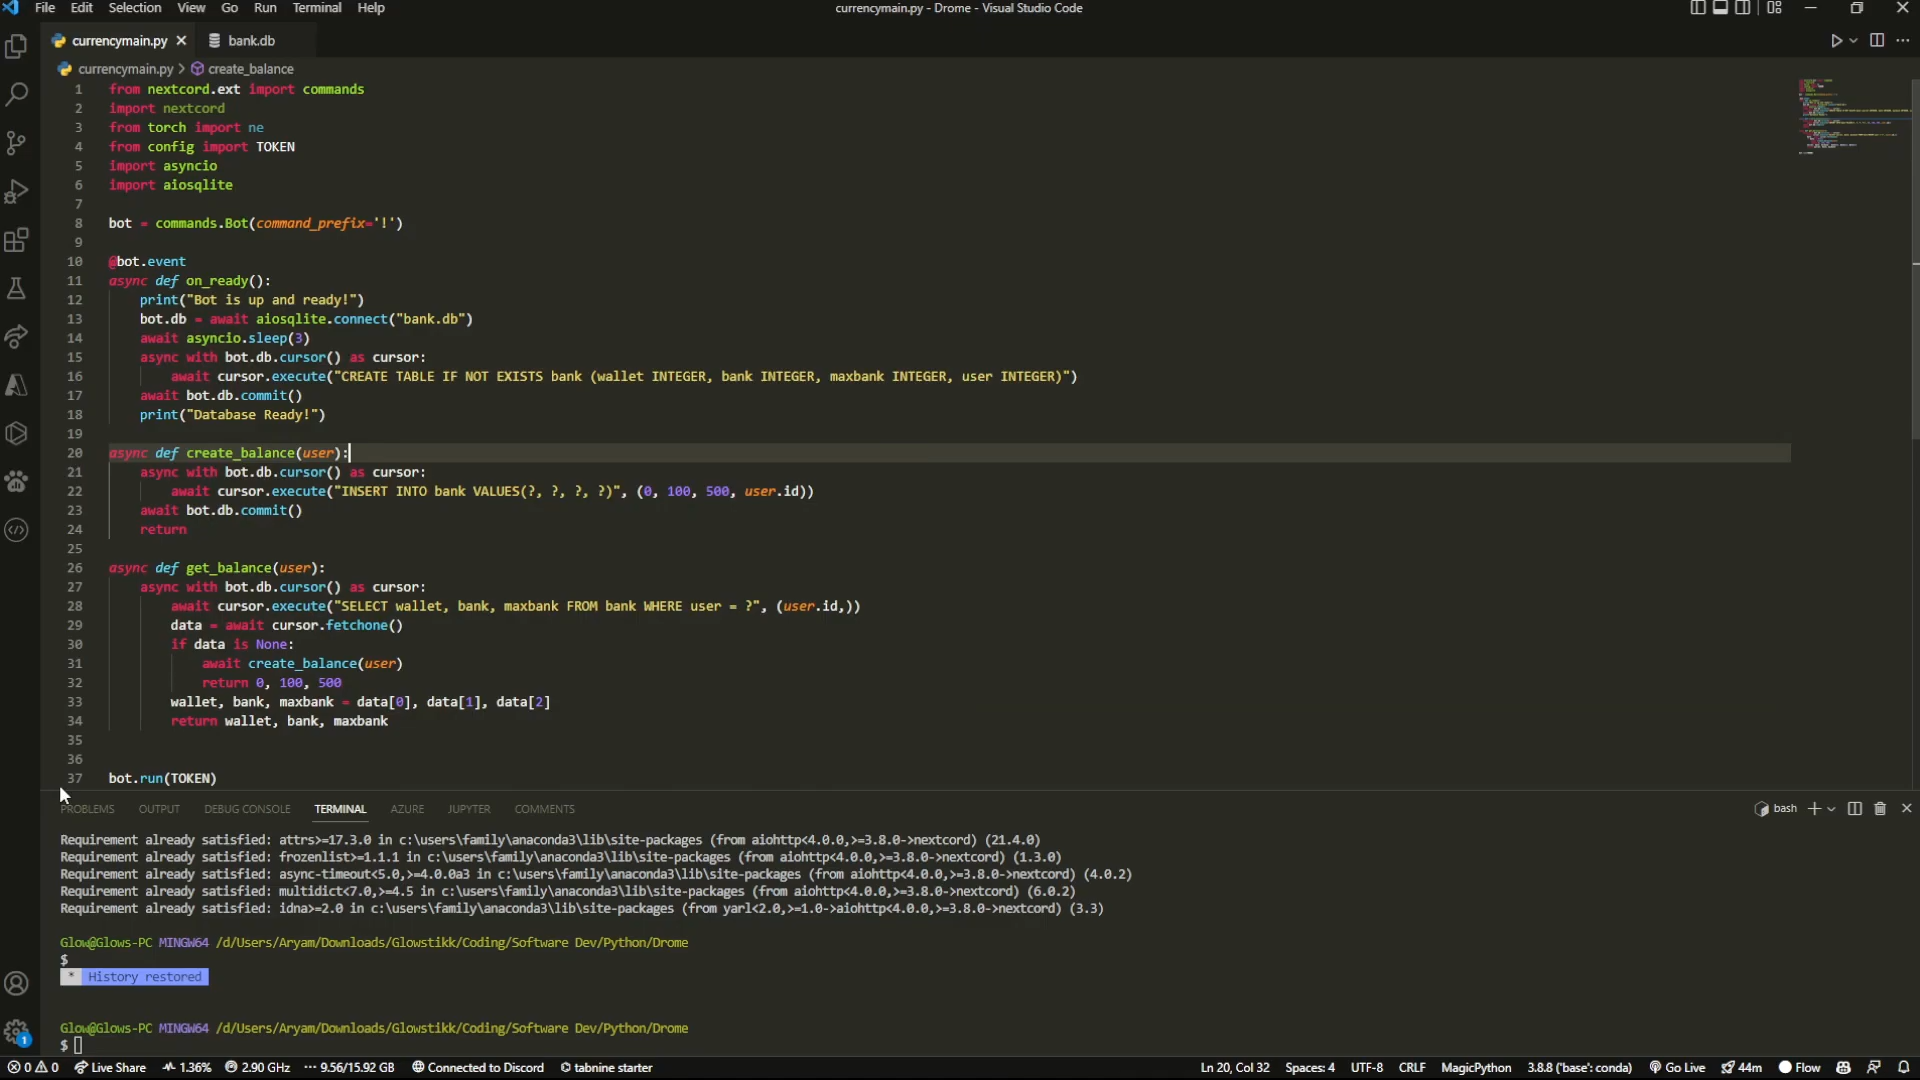 File Edit Selection View Go Run Terminal Help currencymain.py - Drome - Visual Studio Code
currencymain.py bank.db
currencymain.py > create_balance
1 from nextcord.ext import commands
2 import nextcord
3 from torch import ne
4 from config import TOKEN
5 import asyncio
6 import aiosqlite
7
8 bot = commands.Bot(command_prefix='!')
9
10 @bot.event
11 async def on_ready():
12     print("Bot is up and ready!")
13     bot.db = await aiosqlite.connect("bank.db")
14     await asyncio.sleep(3)
15     async with bot.db.cursor() as cursor:
16         await cursor.execute("CREATE TABLE IF NOT EXISTS bank (wallet INTEGER, bank INTEGER, maxbank INTEGER, user INTEGER)")
17     await bot.db.commit()
18     print("Database Ready!")
19
20 async def create_balance(user):
21     async with bot.db.cursor() as cursor:
22         await cursor.execute("INSERT INTO bank VALUES(?, ?, ?, ?)", (0, 100, 500, user.id))
23     await bot.db.commit()
24     return
25
26 async def get_balance(user):
27     async with bot.db.cursor() as cursor:
28         await cursor.execute("SELECT wallet, bank, maxbank FROM bank WHERE user = ?", (user.id,))
29         data = await cursor.fetchone()
30         if data is None:
31             await create_balance(user)
32             return 0, 100, 500
33         wallet, bank, maxbank = data[0], data[1], data[2]
34         return wallet, bank, maxbank
35
36
37 bot.run(TOKEN)
PROBLEMS OUTPUT DEBUG CONSOLE TERMINAL AZURE JUPYTER COMMENTS bash
Requirement already satisfied: attrs>=17.3.0 in c:\users\family\anaconda3\lib\site-packages (from aiohttp<4.0.0,>=3.8.0->nextcord) (21.4.0)
Requirement already satisfied: frozenlist>=1.1.1 in c:\users\family\anaconda3\lib\site-packages (from aiohttp<4.0.0,>=3.8.0->nextcord) (1.3.0)
Requirement already satisfied: async-timeout<5.0,>=4.0.0a3 in c:\users\family\anaconda3\lib\site-packages (from aiohttp<4.0.0,>=3.8.0->nextcord) (4.0.2)
Requirement already satisfied: multidict<7.0,>=4.5 in c:\users\family\anaconda3\lib\site-packages (from aiohttp<4.0.0,>=3.8.0->nextcord) (6.0.2)
Requirement already satisfied: idna>=2.0 in c:\users\family\anaconda3\lib\site-packages (from yarl<2.0,>=1.0->aiohttp<4.0.0,>=3.8.0->nextcord) (3.3)
Glow@Glows-PC MINGW64 /d/Users/Aryam/Downloads/Glowstikk/Coding/Software Dev/Python/Drome
$
* History restored
Glow@Glows-PC MINGW64 /d/Users/Aryam/Downloads/Glowstikk/Coding/Software Dev/Python/Drome
$
1
0 0 Live Share 1.36% 2.90 GHz 9.56/15.92 GB Connected to Discord tabnine starter Ln 20, Col 32 Spaces: 4 UTF-8 CRLF MagicPython 3.8.8 ('base': conda) Go Live 44m Flow